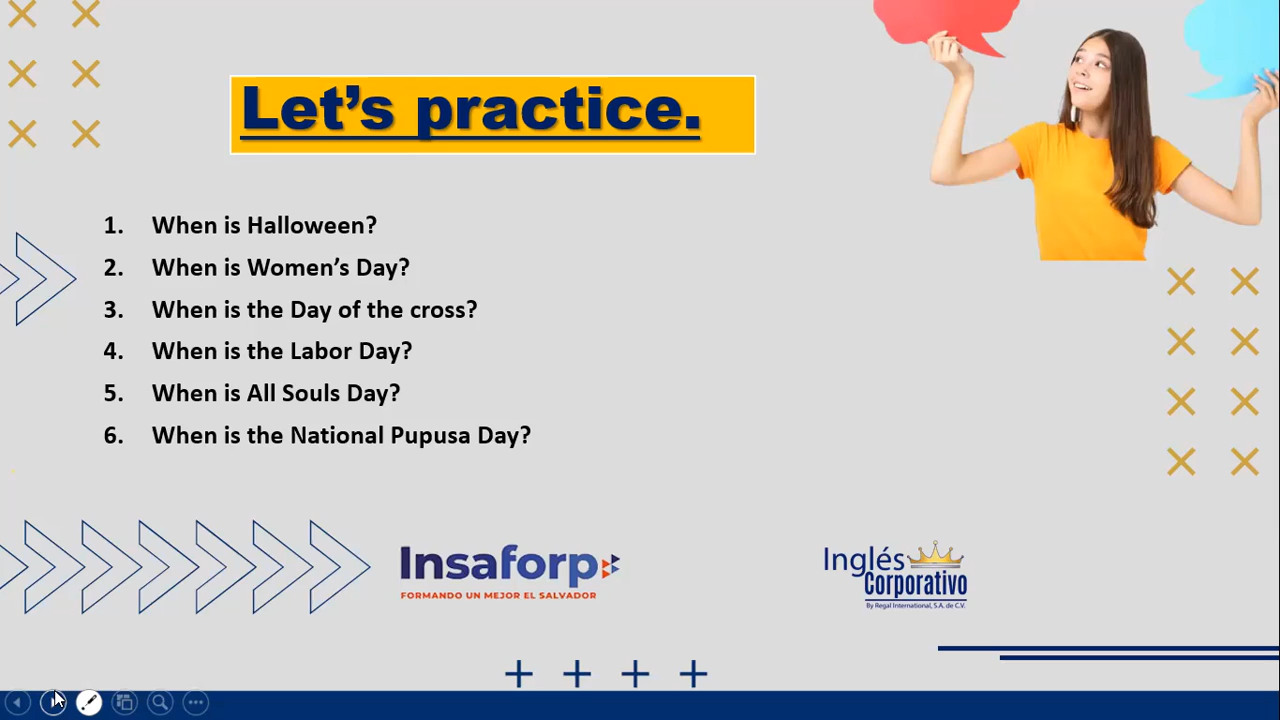 Let's practice.
1. When is Halloween?
2. When is Women's Day?
3. When is the Day of the cross?
4. When is the Labor Day?
5. When is All Souls Day?
6. When is the National Pupusa Day?
Insaforp
FORMANDO UN MEJOR EL SALVADOR
Inglés
Corporativo
By Regal International, S.A. de C.V.